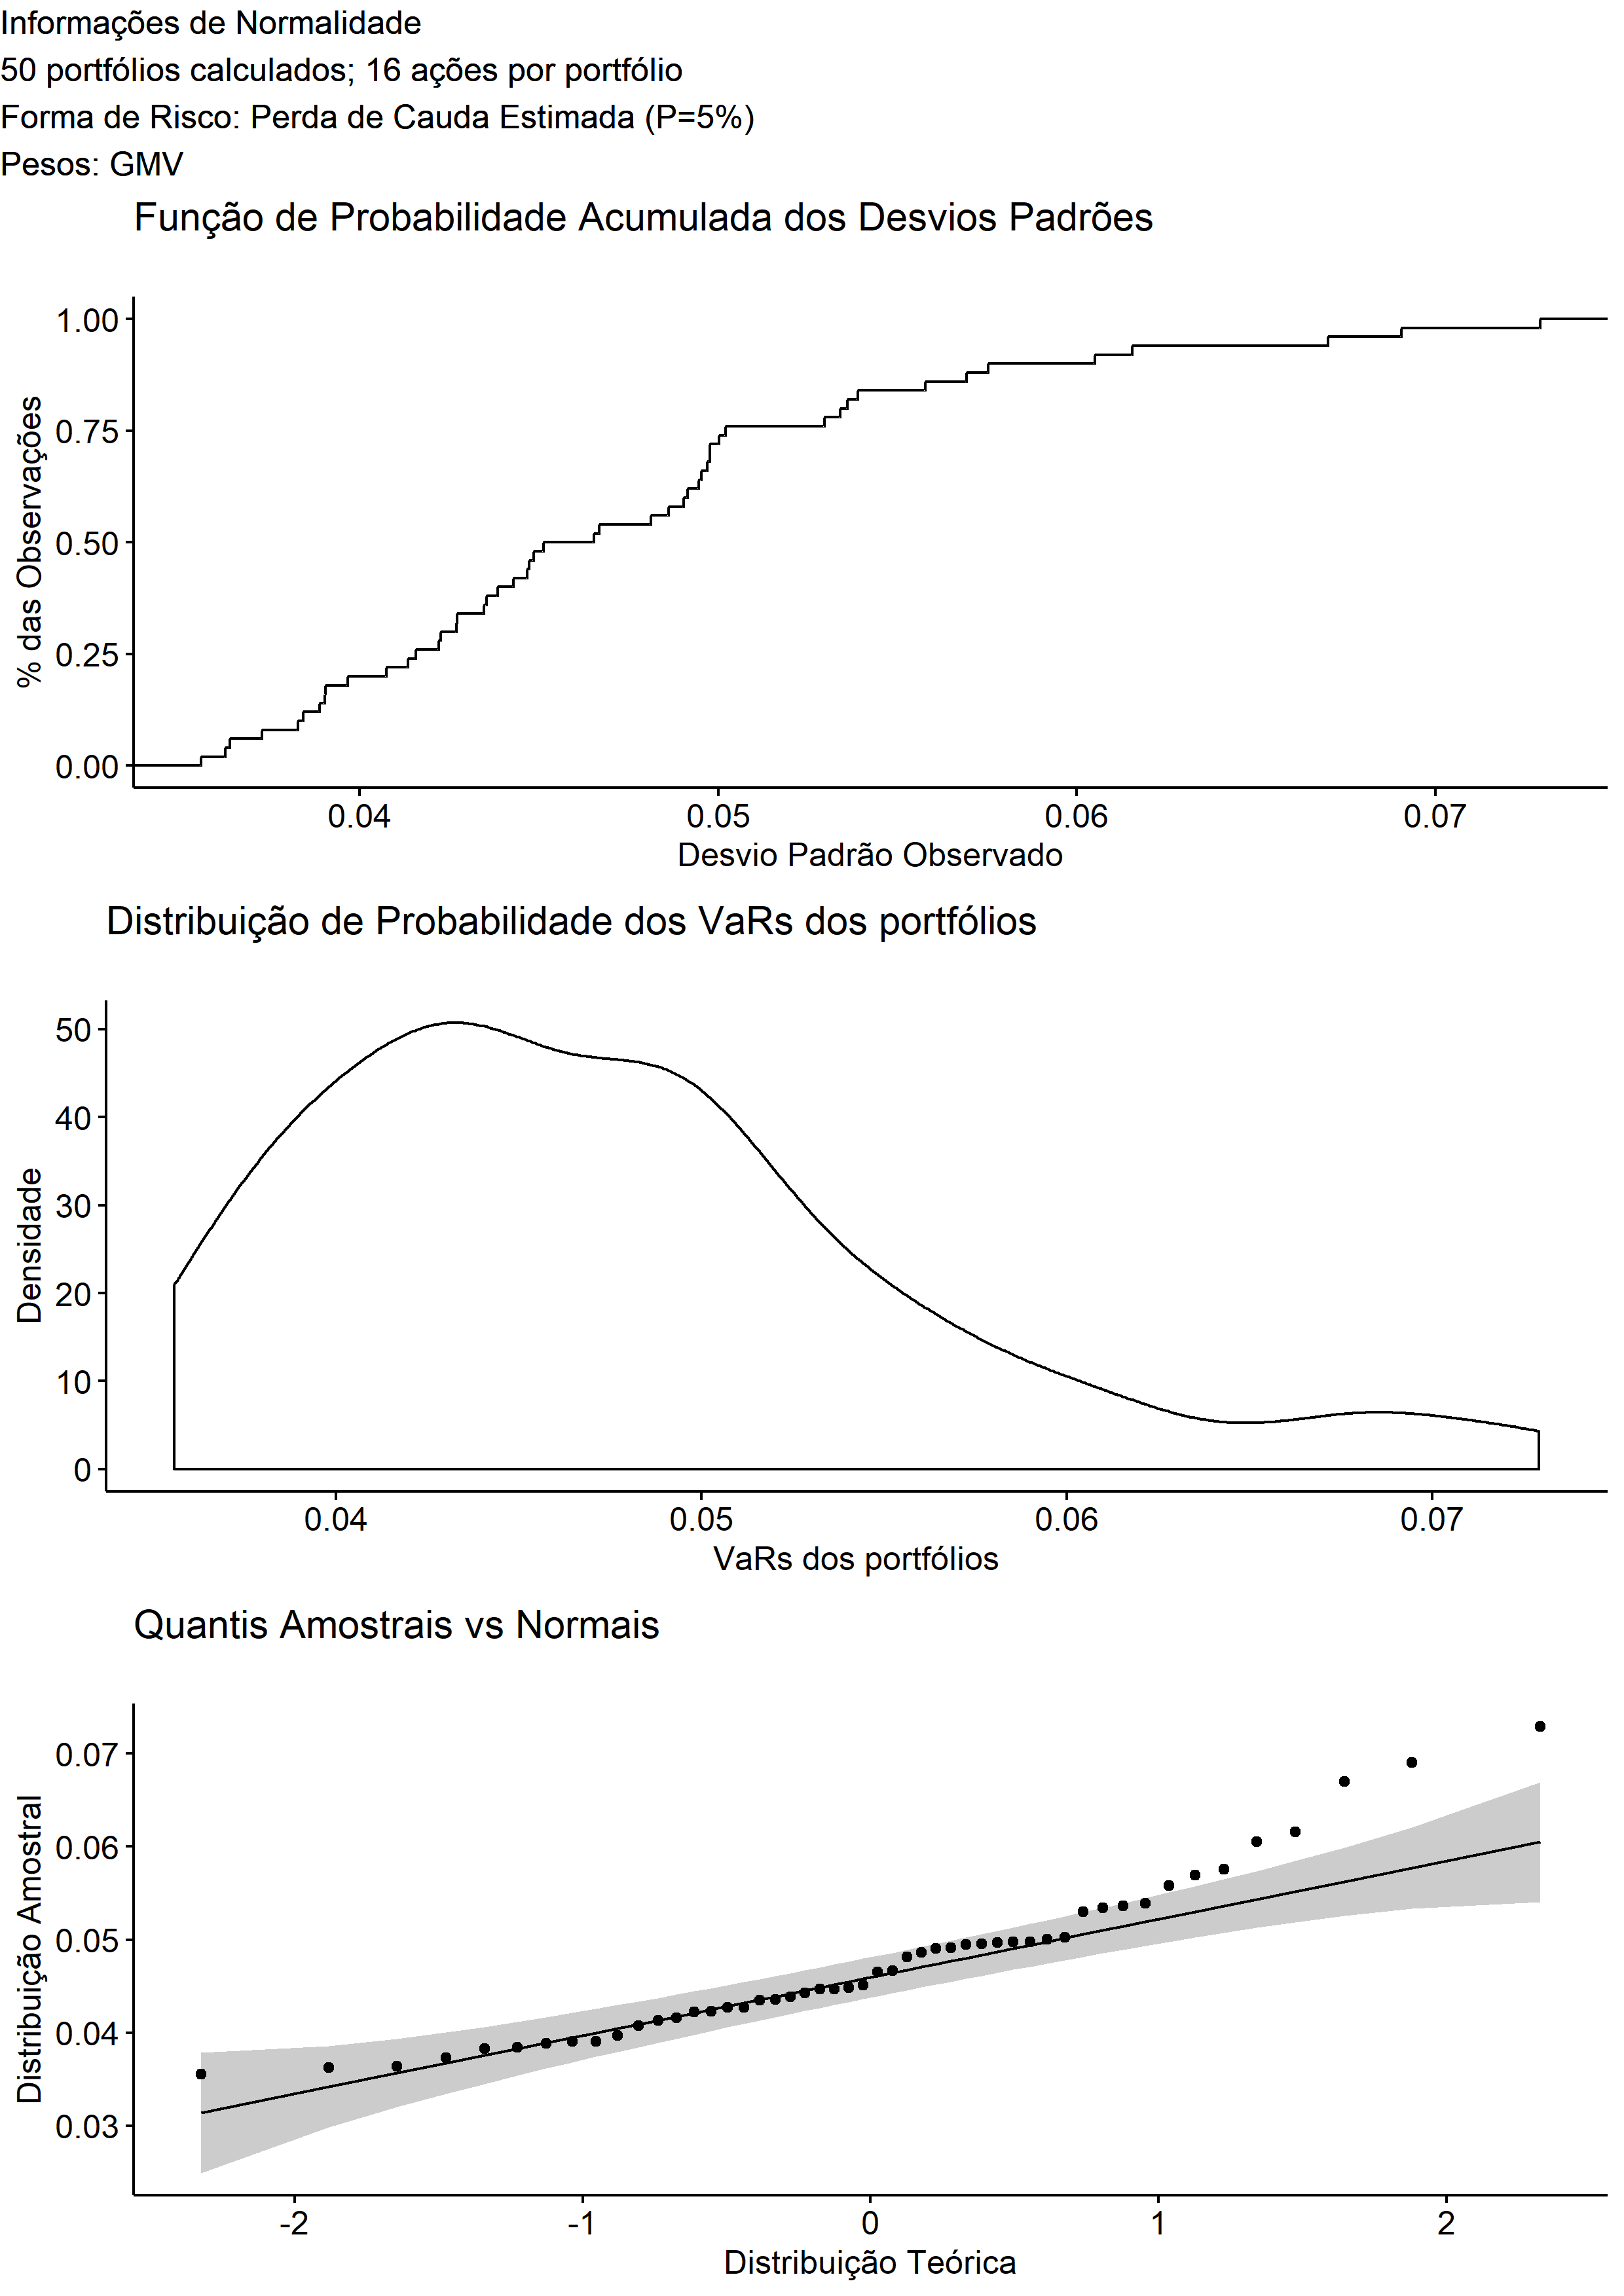 Informações de Normalidade
50 portfólios calculados; 16 ações por portfólio
Forma de Risco: Perda de Cauda Estimada (P=5%)
Pesos: GMV
Função de Probabilidade Acumulada dos Desvios Padrões
1.00
0.75
0.50
0.25
0.00
% das Observações
0.04 0.05 0.06 0.07
Desvio Padrão Observado
Distribuição de Probabilidade dos VaRs dos portfólios
50
40
30
20
10
0
Densidade
0.04 0.05 0.06 0.07
VaRs dos portfólios
Quantis Amostrais vs Normais
0.07
0.06
0.05
0.04
0.03
Distribuição Amostral
-2 -1 0 1 2
Distribuição Teórica